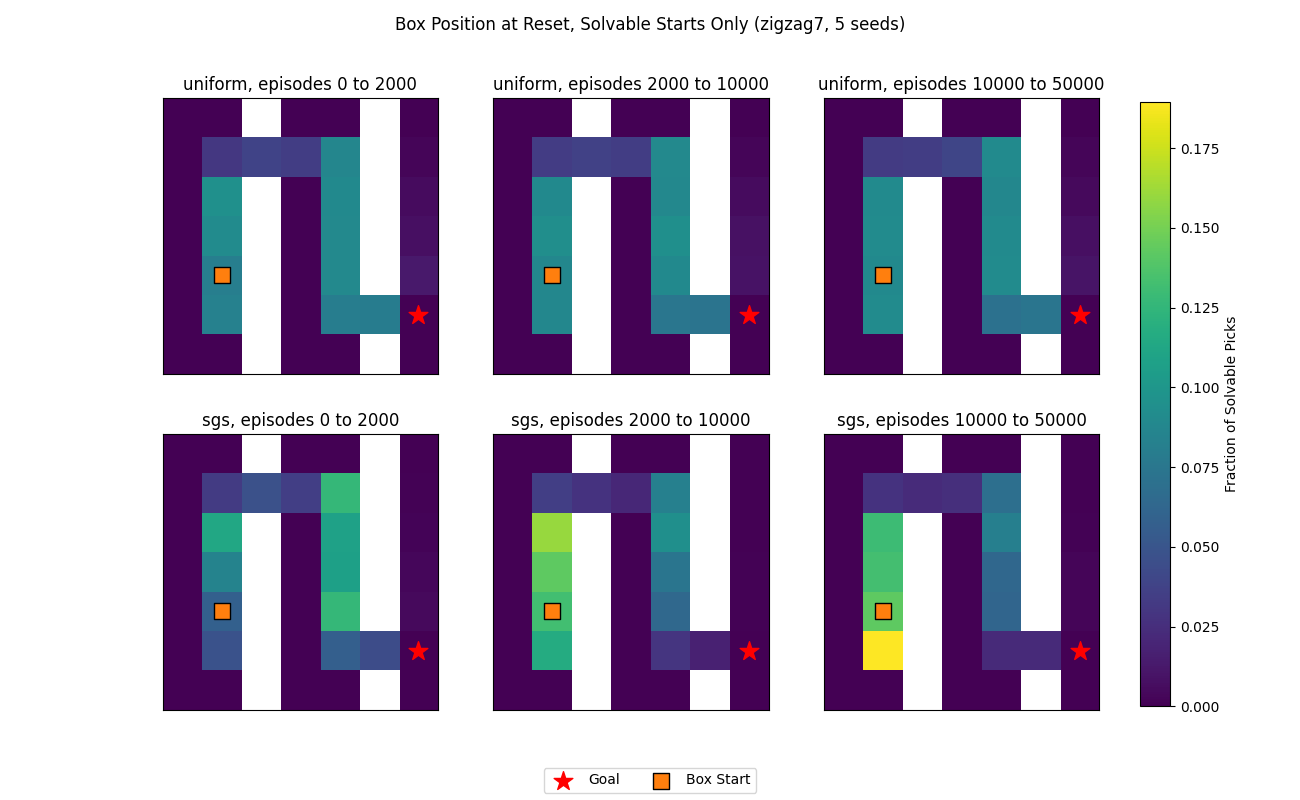 Box Position at Reset, Solvable Starts Only (zigzag7, 5 seeds)
uniform, episodes 0 to 2000
uniform, episodes 2000 to 10000
uniform, episodes 10000 to 50000
sgs, episodes 0 to 2000
sgs, episodes 2000 to 10000
sgs, episodes 10000 to 50000
0.175
0.150
0.125
0.100
0.075
0.050
0.025
0.000
Fraction of Solvable Picks
Goal
Box Start